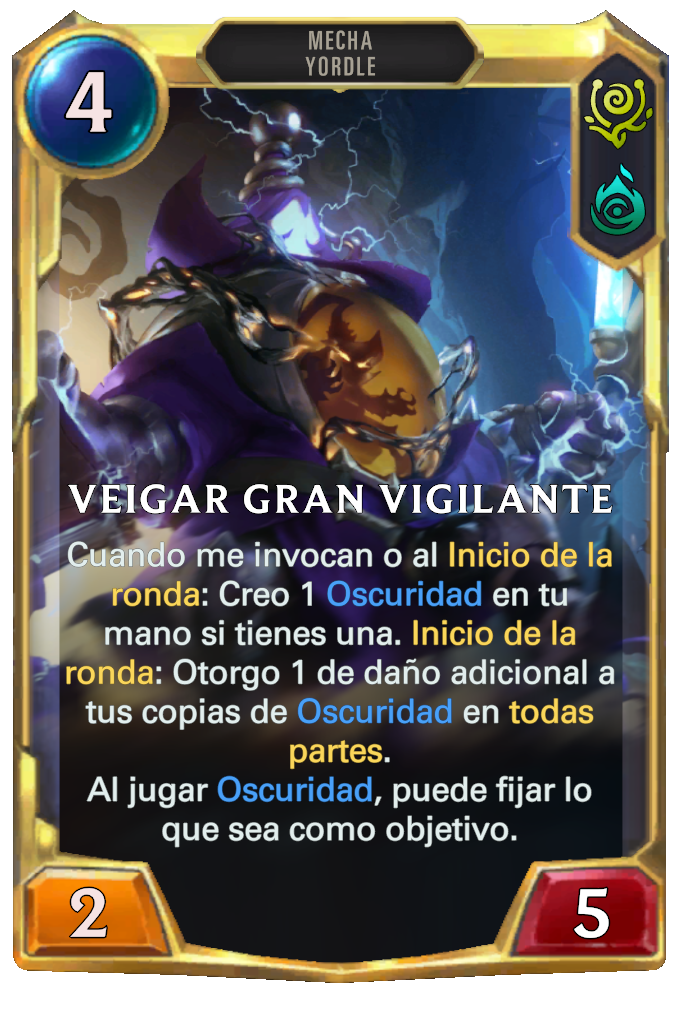 MECHA
YORDLE
4
VEIGAR GRAN VIGILANTE
Cuando me invocan o al Inicio de la
ronda: Creo 1 Oscuridad en tu
mano si tienes una. Inicio de la
ronda: Otorgo 1 de daño adicional a
tus copias de Oscuridad en todas
partes.
Al jugar Oscuridad, puede fijar lo
que sea como objetivo.
2
5